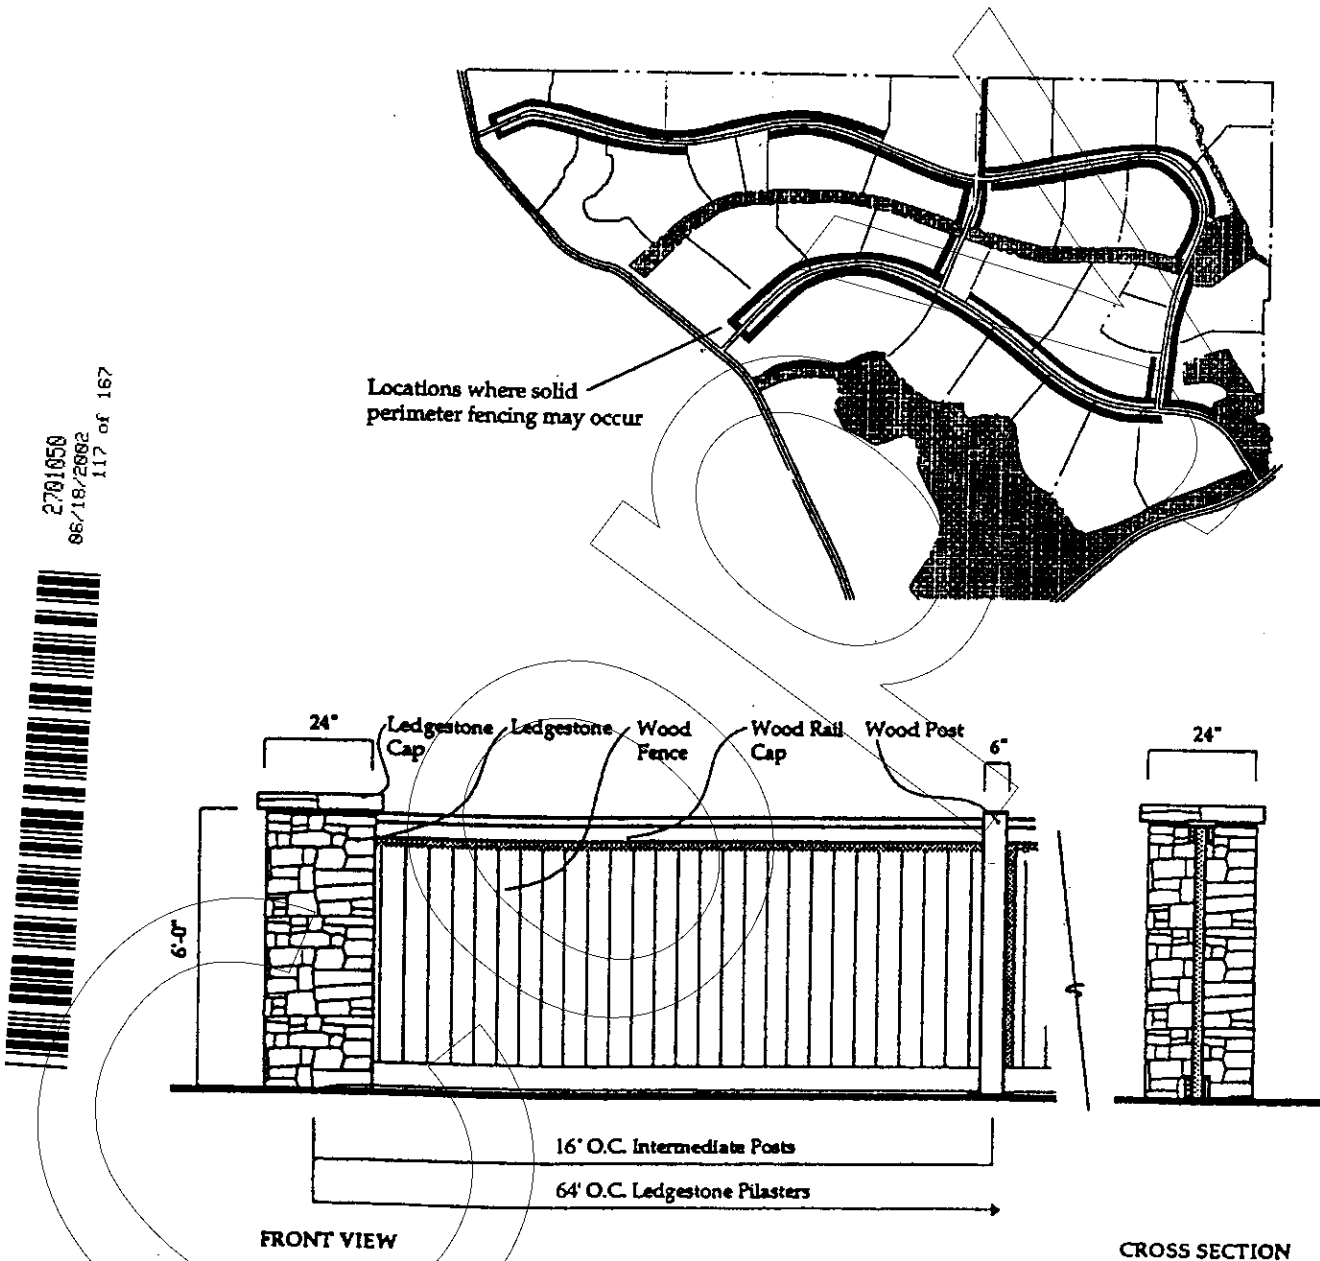 Locations where solid
perimeter fencing may occur
2701050
06/18/2002
117 of 167
24"
Ledgestone
Cap
Ledgestone
Wood
Fence
Wood Rail
Cap
Wood Post
6"
24"
6'-0"
16' O.C. Intermediate Posts
64' O.C. Ledgestone Pilasters
FRONT VIEW
CROSS SECTION
Copy